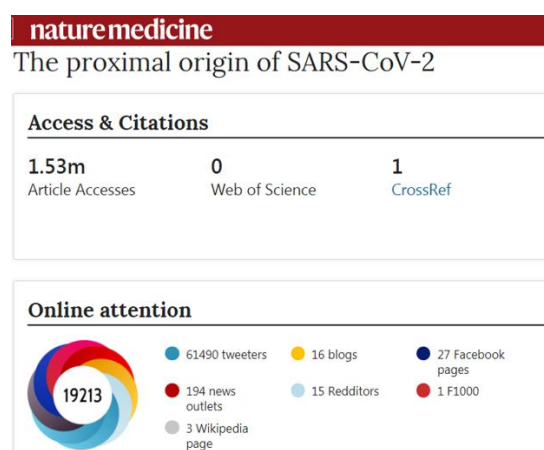 nature medicine
The proximal origin of SARS-CoV-2
Access & Citations
1.53m
Article Accesses
0
Web of Science
1
CrossRef
Online attention
19213
61490 tweeters
16 blogs
27 Facebook
pages
194 news
outlets
15 Redditors
1 F1000
3 Wikipedia
page